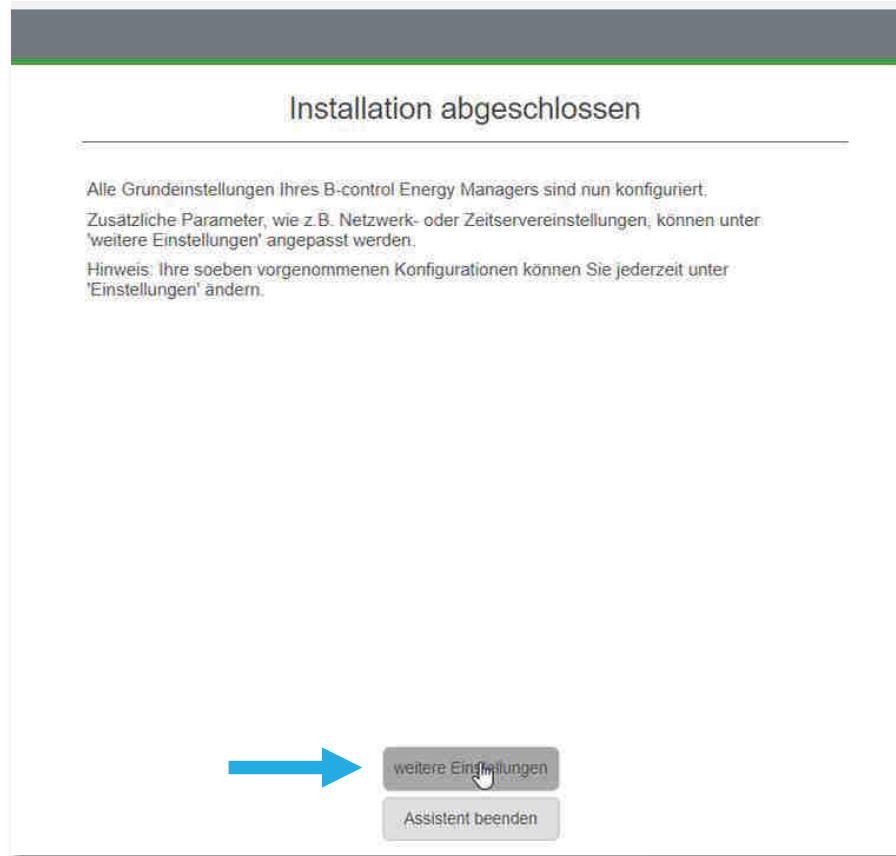 Installation abgeschlossen
Alle Grundeinstellungen Ihres B-control Energy Managers sind nun konfiguriert.
Zusätzliche Parameter, wie z.B. Netzwerk- oder Zeitservereinstellungen, können unter
'weitere Einstellungen' angepasst werden.
Hinweis: Ihre soeben vorgenommenen Konfigurationen können Sie jederzeit unter
'Einstellungen' ändern.
weitere Einstellungen
Assistent beenden